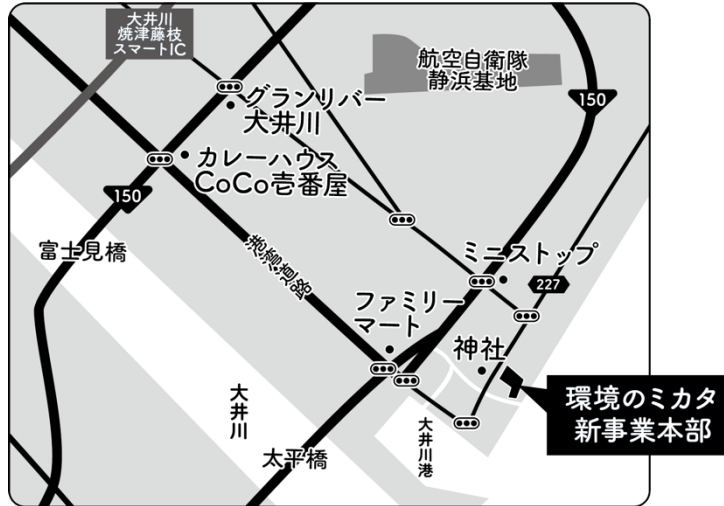 大井川
焼津藤枝
スマートIC
航空自衛隊
静浜基地
150
グランリバー
大井川
カレーハウス
CoCo壱番屋
150
富士見橋
港湾道路
ミニストップ
227
ファミリー
マート
神社
環境のミカタ
新事業本部
大井川
大井川港
太平橋